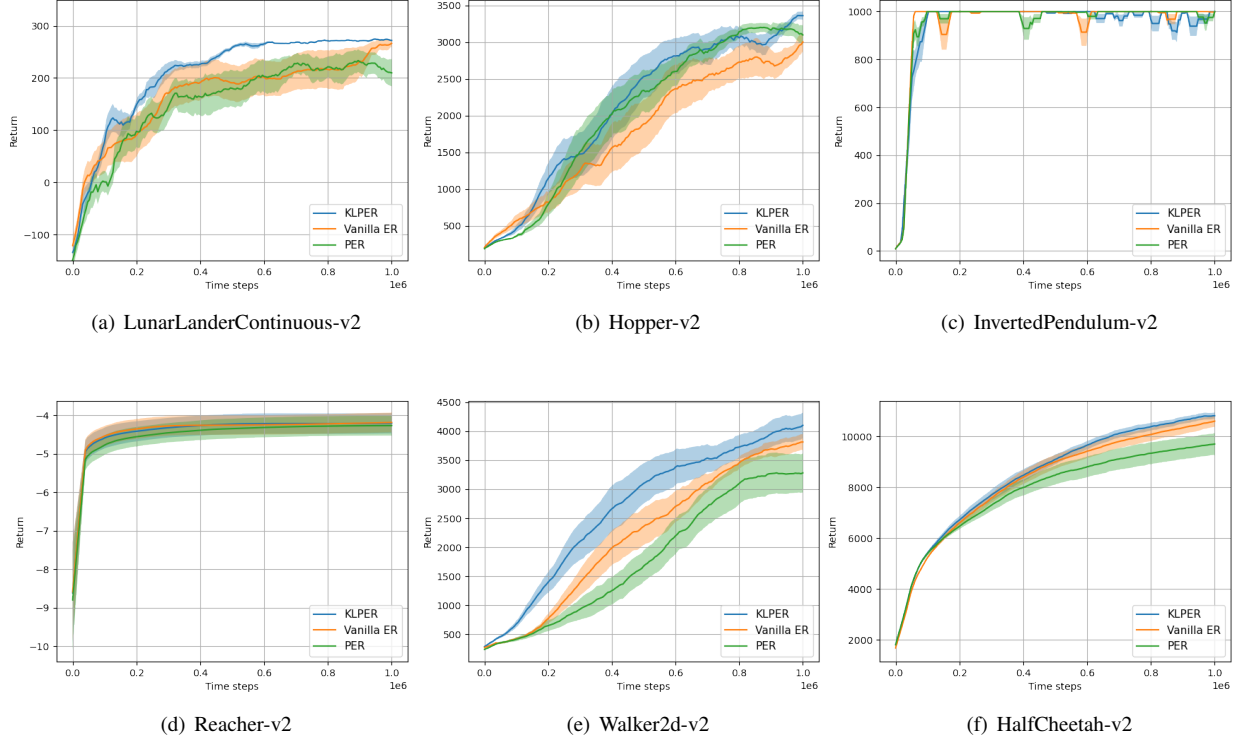 300
200
100
0
−100
Return
0.0 0.2 0.4 0.6 0.8 1.0
1e6
Time steps
KLPER
Vanilla ER
PER
(a) LunarLanderContinuous-v2
3500
3000
2500
2000
1500
1000
500
Return
0.0 0.2 0.4 0.6 0.8 1.0
1e6
Time steps
KLPER
Vanilla ER
PER
(b) Hopper-v2
1000
800
600
400
200
0
Return
0.0 0.2 0.4 0.6 0.8 1.0
1e6
Time steps
KLPER
Vanilla ER
PER
(c) InvertedPendulum-v2
−4
−5
−6
−7
−8
−9
−10
Return
0.0 0.2 0.4 0.6 0.8 1.0
1e6
Time steps
KLPER
Vanilla ER
PER
(d) Reacher-v2
4500
4000
3500
3000
2500
2000
1500
1000
500
Return
0.0 0.2 0.4 0.6 0.8 1.0
1e6
Time steps
KLPER
Vanilla ER
PER
(e) Walker2d-v2
10000
8000
6000
4000
2000
Return
0.0 0.2 0.4 0.6 0.8 1.0
1e6
Time steps
KLPER
Vanilla ER
PER
(f) HalfCheetah-v2